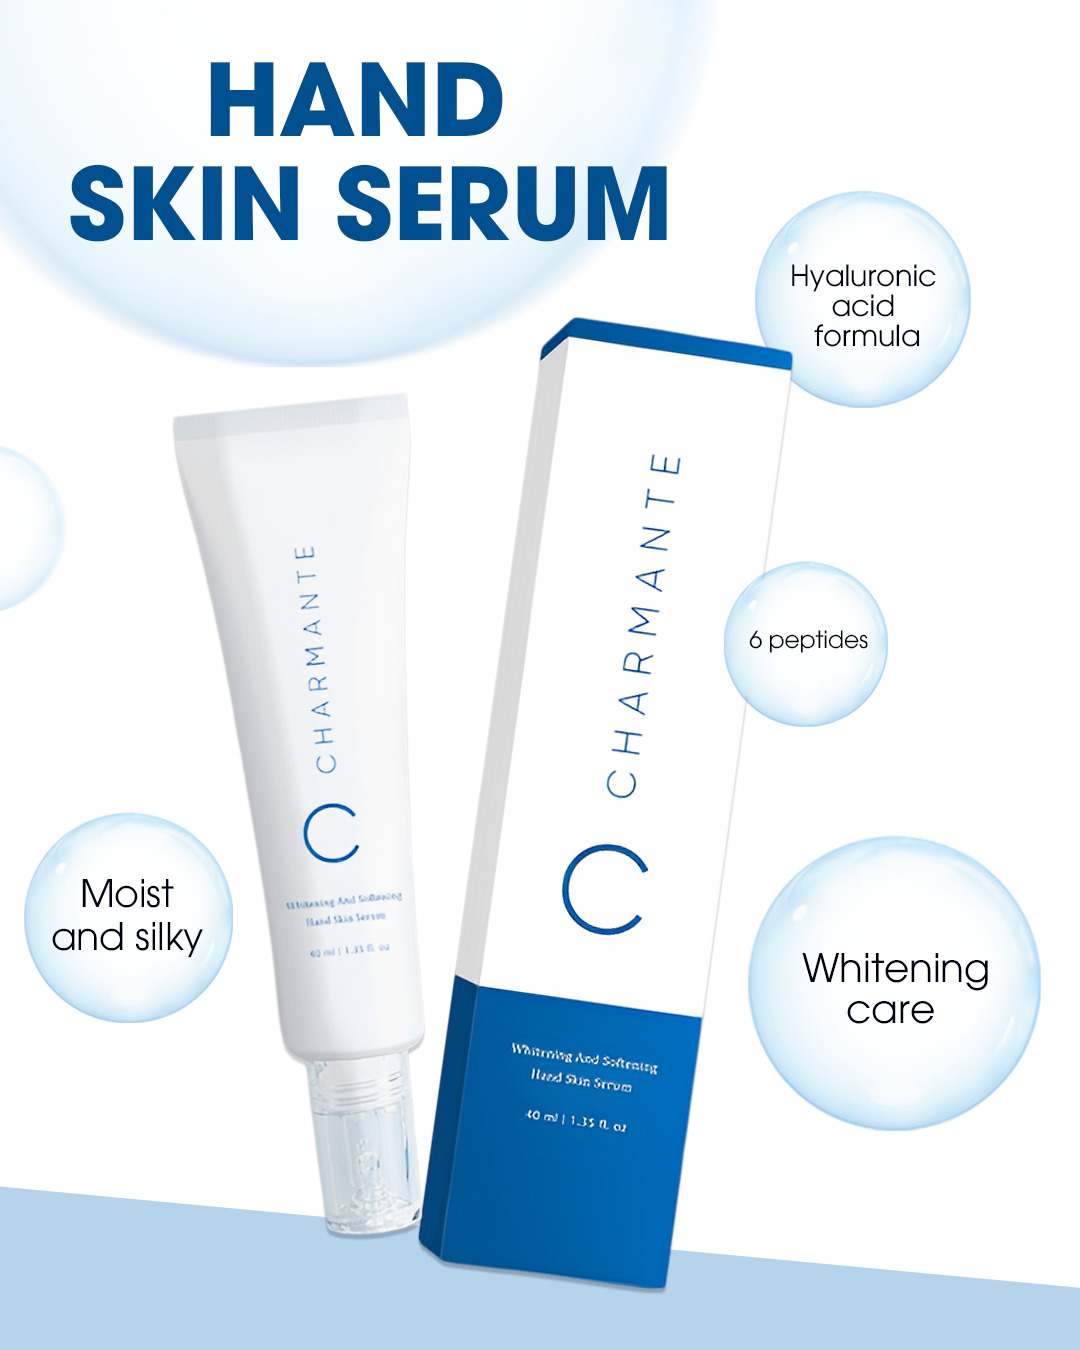 HAND
SKIN SERUM
Hyaluronic
acid
formula
CHARMANTE
C
Whitening And Softening
Hand Skin Serum
40 ml | 1.35 fl. oz
CHARMANTE
C
Whitening And Softening
Hand Skin Serum
40 ml | 1.35 fl. oz
6 peptides
Moist
and silky
Whitening
care